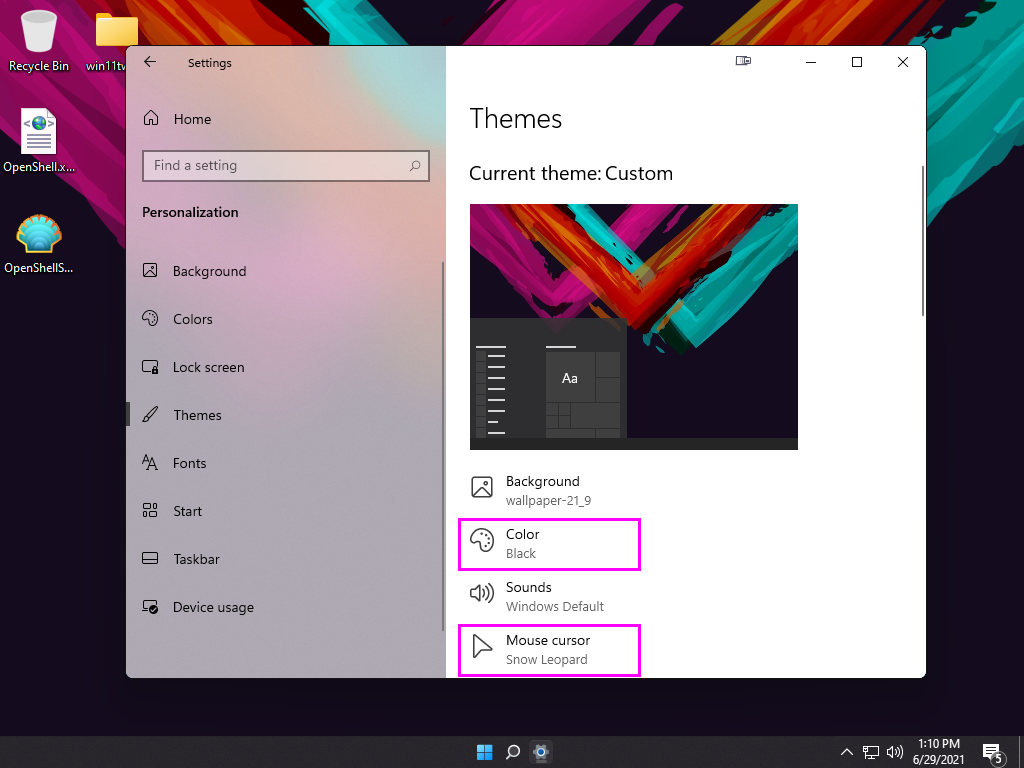 Recycle Bin
win11tw
OpenShell.x...
OpenShellS...
Settings
Home
Find a setting
Personalization
Background
Colors
Lock screen
Themes
Fonts
Start
Taskbar
Device usage
Themes
Current theme: Custom
Aa
Background
wallpaper-21_9
Color
Black
Sounds
Windows Default
Mouse cursor
Snow Leopard
1:10 PM
6/29/2021
5